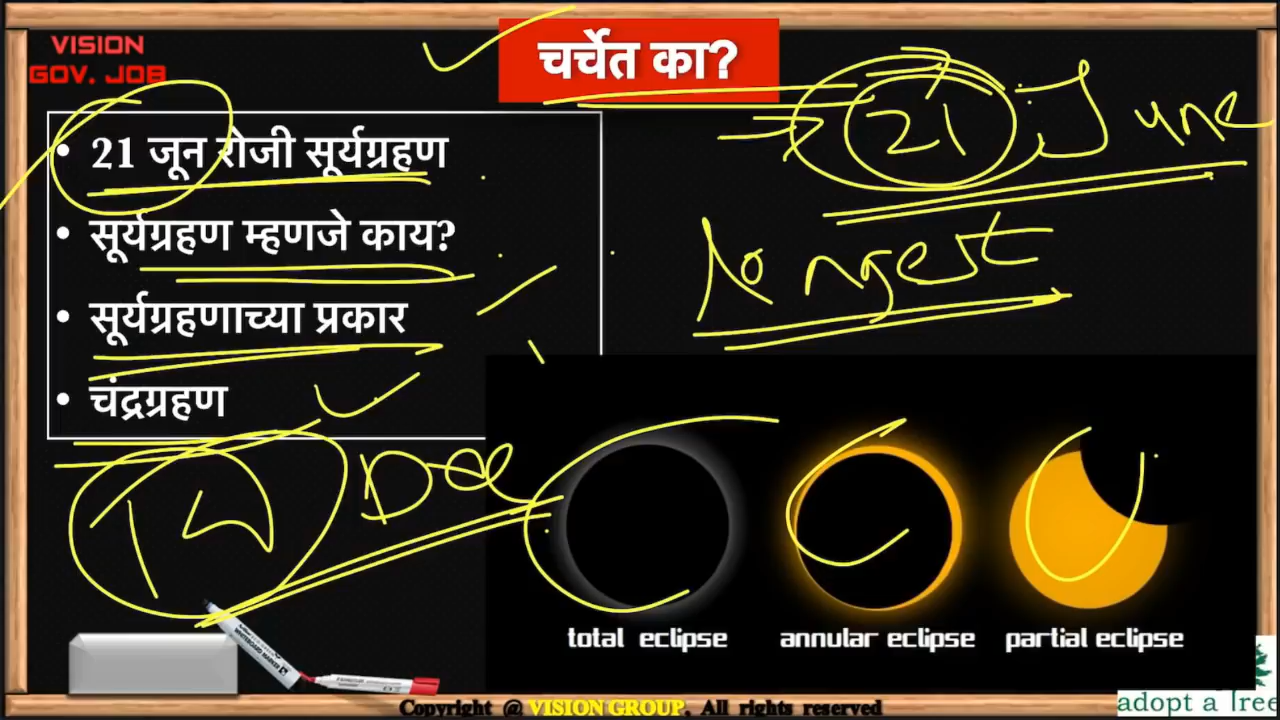 VISION
GOV. JOB
चर्चेत का?
21 June
Longest
• 21 जून रोजी सूर्यग्रहण
• सूर्यग्रहण म्हणजे काय?
• सूर्यग्रहणाच्या प्रकार
• चंद्रग्रहण
14 Dec
total eclipse
annular eclipse
partial eclipse
adopt a Tree
Copyright @ VISION GROUP. All rights reserved